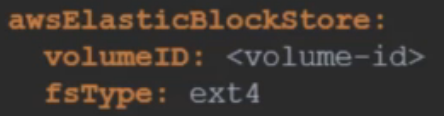 awsElasticBlockStore:
  volumeID: <volume-id>
  fsType: ext4